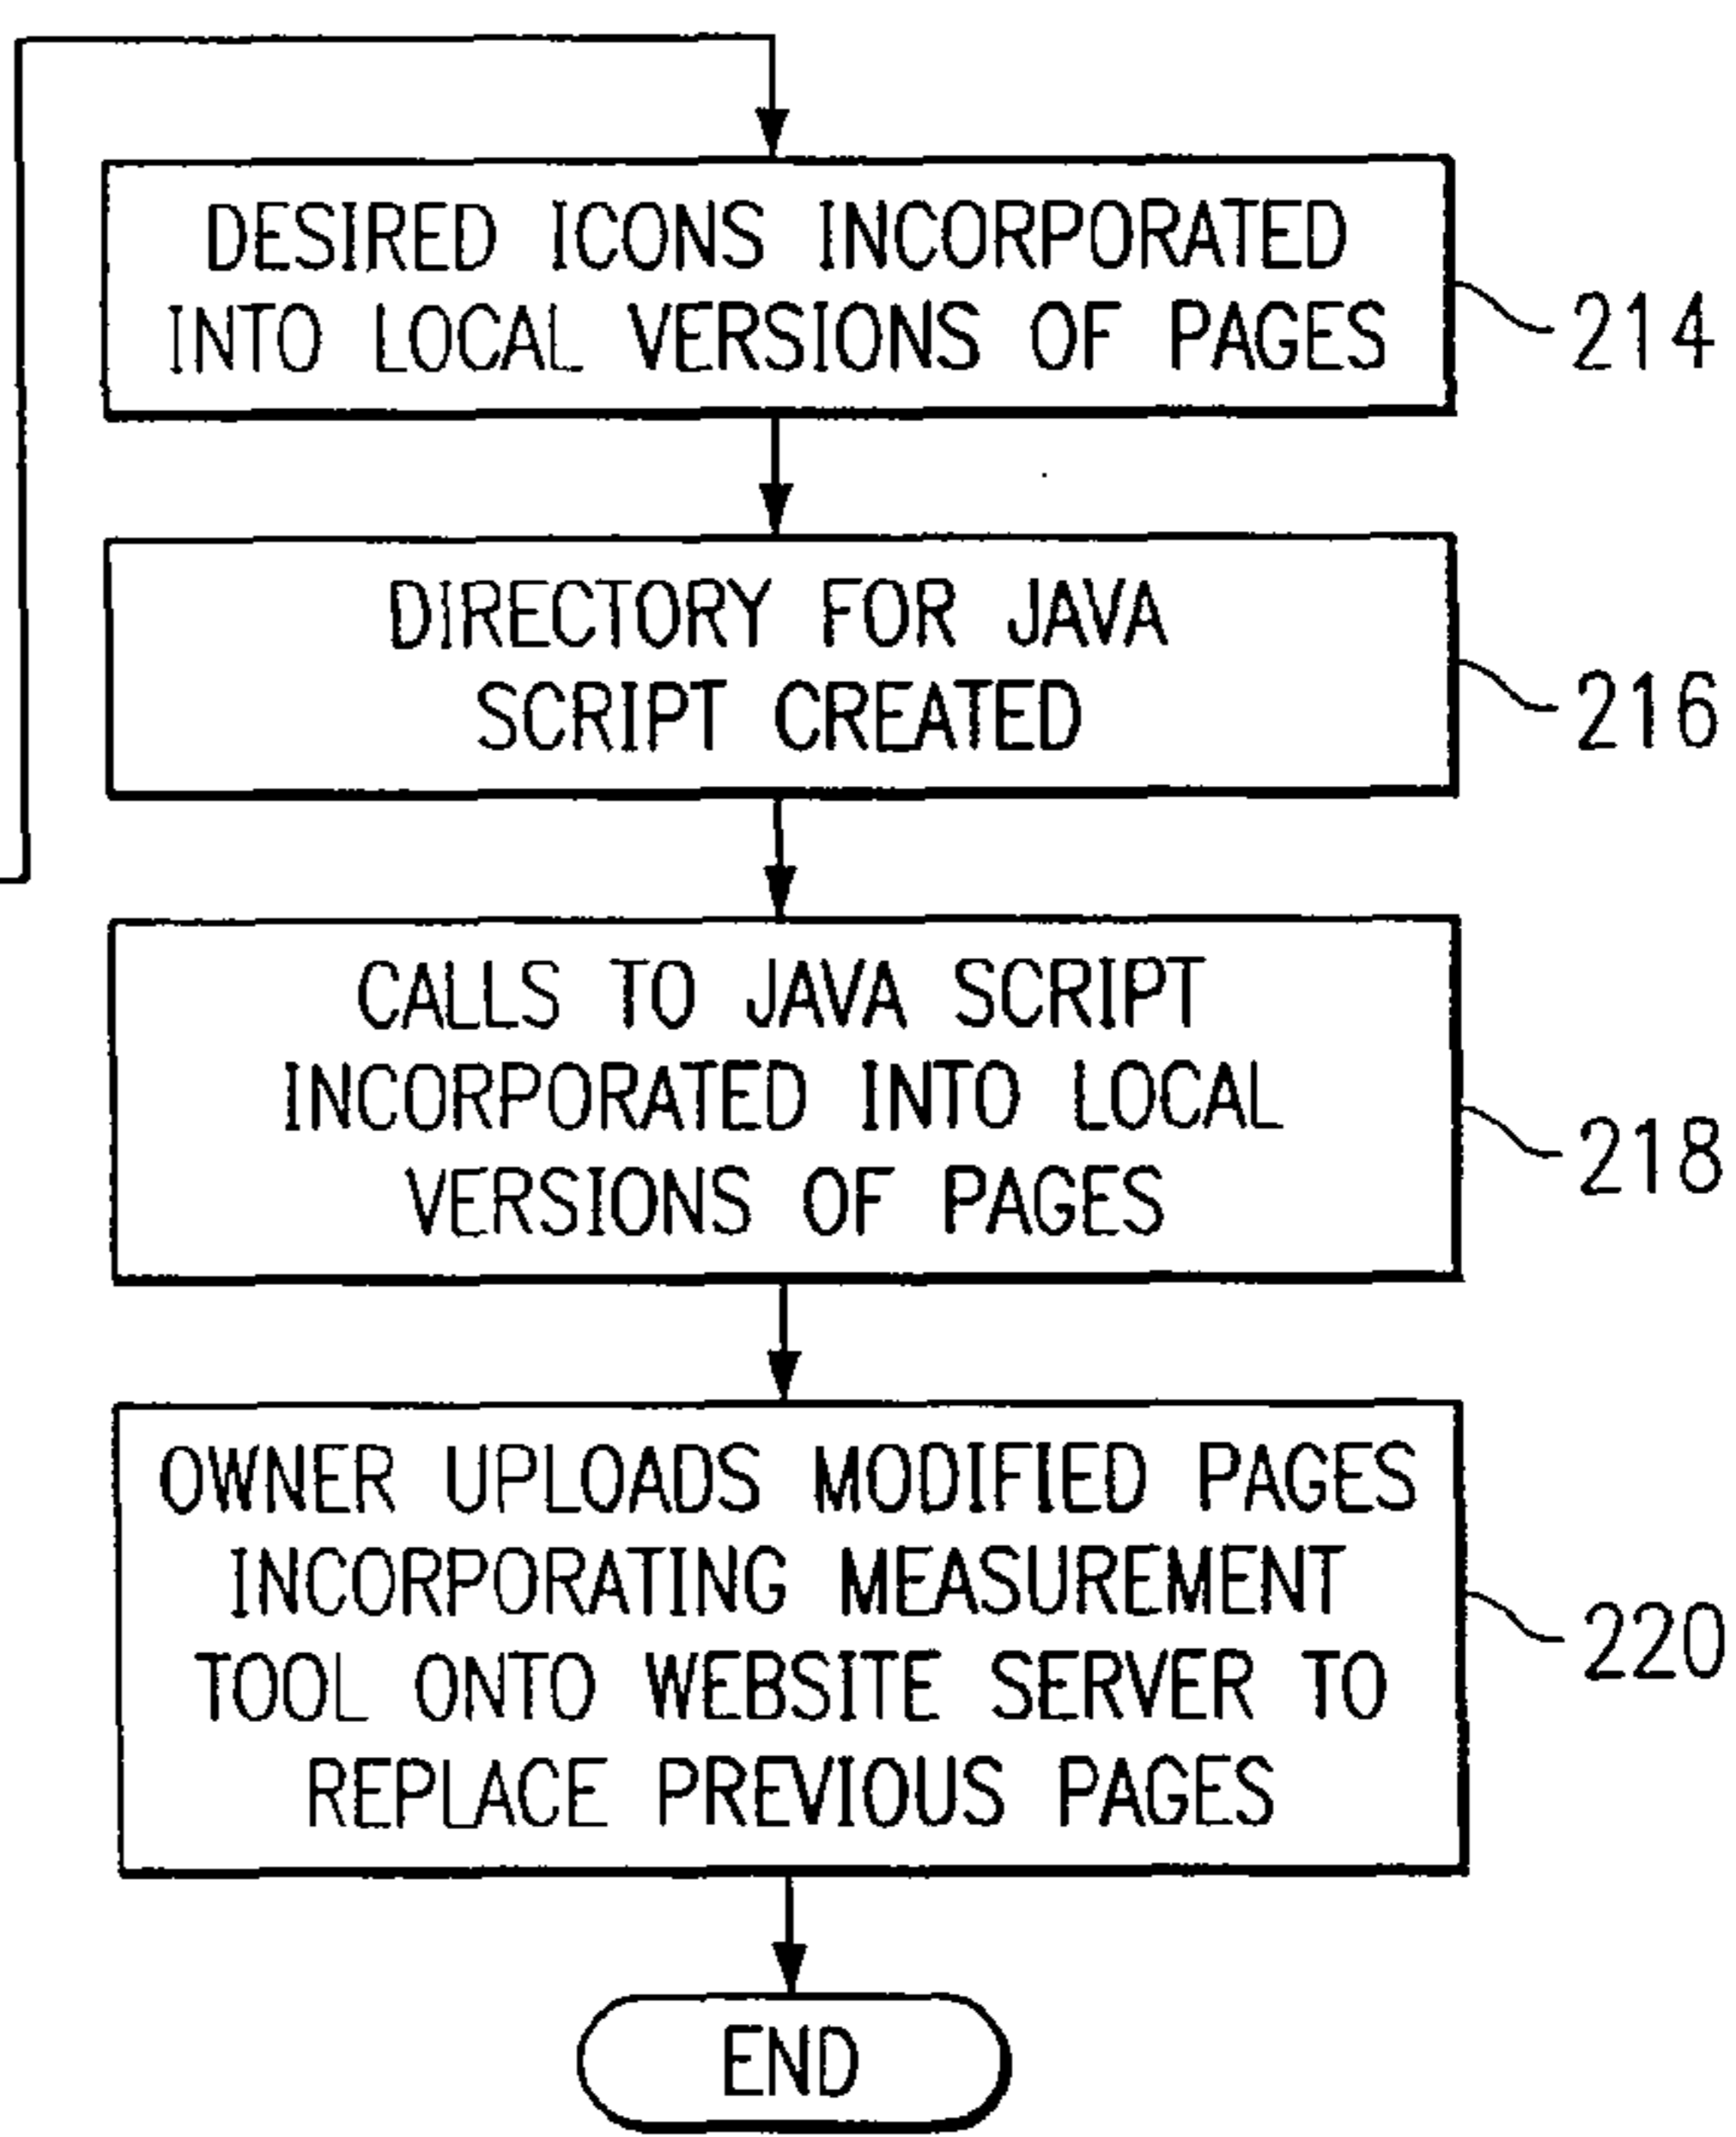 DESIRED ICONS INCORPORATED
INTO LOCAL VERSIONS OF PAGES
214
DIRECTORY FOR JAVA
SCRIPT CREATED
216
CALLS TO JAVA SCRIPT
INCORPORATED INTO LOCAL
VERSIONS OF PAGES
218
OWNER UPLOADS MODIFIED PAGES
INCORPORATING MEASUREMENT
TOOL ONTO WEBSITE SERVER TO
REPLACE PREVIOUS PAGES
220
END